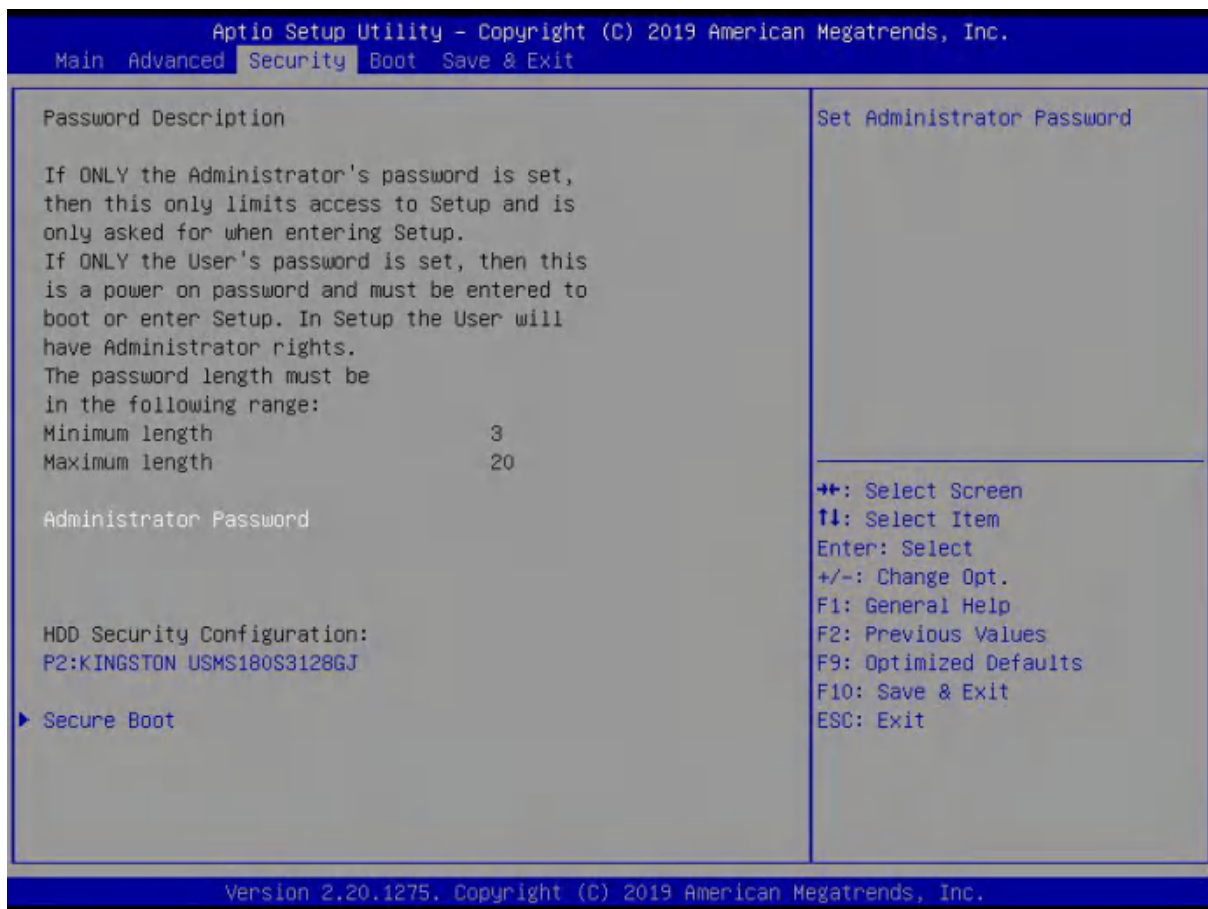 Aptio Setup Utility – Copyright (C) 2019 American Megatrends, Inc.
Main Advanced Security Boot Save & Exit
Password Description
If ONLY the Administrator's password is set,
then this only limits access to Setup and is
only asked for when entering Setup.
If ONLY the User's password is set, then this
is a power on password and must be entered to
boot or enter Setup. In Setup the User will
have Administrator rights.
The password length must be
in the following range:
Minimum length 3
Maximum length 20
Administrator Password
HDD Security Configuration:
P2:KINGSTON USMS180S3128GJ
Secure Boot
Set Administrator Password
→←: Select Screen
↑↓: Select Item
Enter: Select
+/-: Change Opt.
F1: General Help
F2: Previous Values
F9: Optimized Defaults
F10: Save & Exit
ESC: Exit
Version 2.20.1275. Copyright (C) 2019 American Megatrends, Inc.